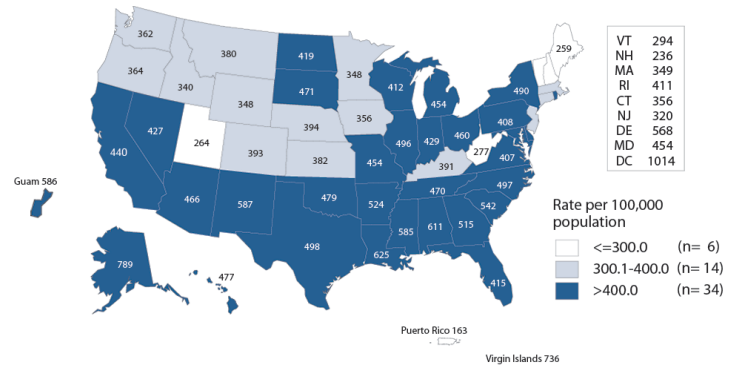 362
364
340
380
348
264
427
440
466
587
393
419
471
394
382
479
498
348
356
454
524
625
412
496
429
454
460
391
470
585
611
515
415
542
497
407
277
408
490
259
789
477
Guam 586
Puerto Rico 163
Virgin Islands 736
VT 294
NH 236
MA 349
RI 411
CT 356
NJ 320
DE 568
MD 454
DC 1014
Rate per 100,000
population
<=300.0 (n= 6)
300.1-400.0 (n= 14)
>400.0 (n= 34)